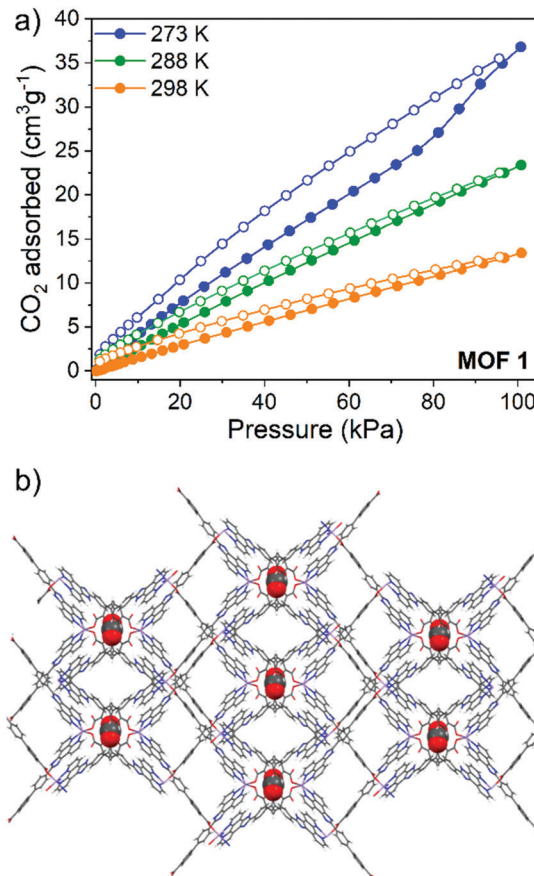 a)
40
35
30
25
20
15
10
5
0
CO₂ adsorbed (cm³g⁻¹)
273 K
288 K
298 K
MOF 1
0 20 40 60 80 100
Pressure (kPa)
b)